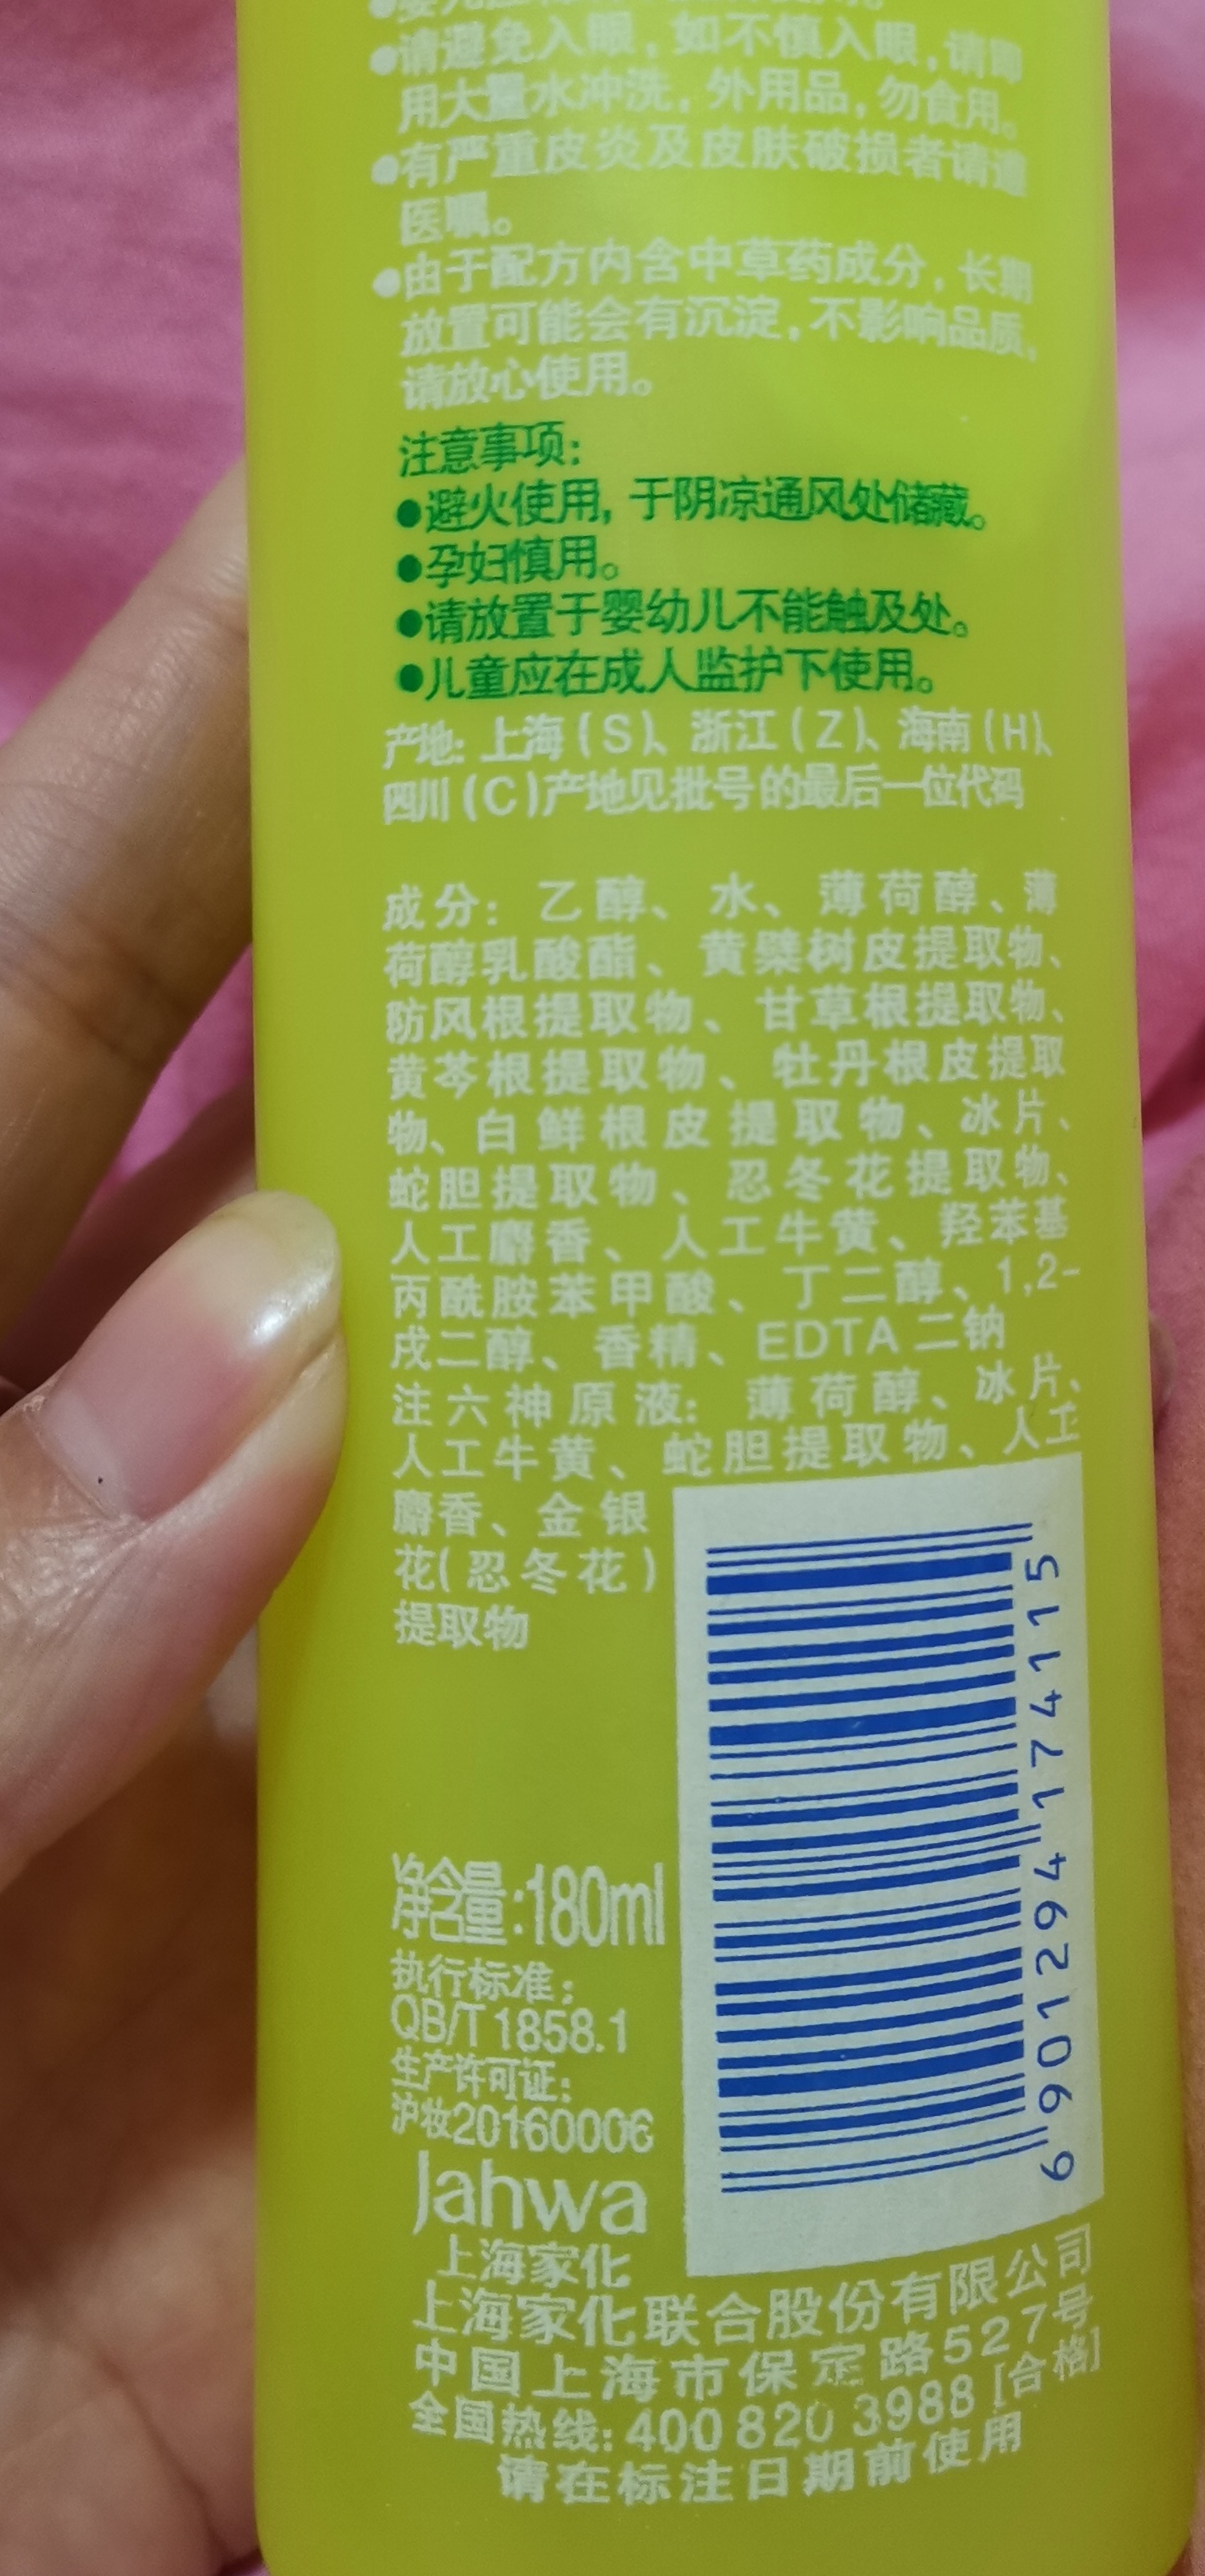 ●请避免入眼，如不慎入眼，请即
用大量水冲洗，外用品，勿食用。
●有严重皮炎及皮肤破损者请遵
医嘱。
●由于配方内含中草药成分，长期
放置可能会有沉淀，不影响品质，
请放心使用。
注意事项：
●避火使用，于阴凉通风处储藏。
●孕妇慎用。
●请放置于婴幼儿不能触及处。
●儿童应在成人监护下使用。
产地：上海(S)、浙江(Z)、海南(H)、
四川(C)产地见批号的最后一位代码
成分：乙醇、水、薄荷醇、薄
荷醇乳酸酯、黄檗树皮提取物、
防风根提取物、甘草根提取物、
黄芩根提取物、牡丹根皮提取
物、白鲜根皮提取物、冰片、
蛇胆提取物、忍冬花提取物、
人工麝香、人工牛黄、羟苯基
丙酰胺苯甲酸、丁二醇、1,2-
戊二醇、香精、EDTA二钠
注六神原液：薄荷醇、冰片、
人工牛黄、蛇胆提取物、人工
麝香、金银
花(忍冬花)
提取物
6901294174115
净含量:180ml
执行标准：
QB/T1858.1
生产许可证：
沪妆20160006
Jahwa
上海家化
上海家化联合股份有限公司
中国上海市保定路527号
全国热线：400 820 3988 [合格]
请在标注日期前使用